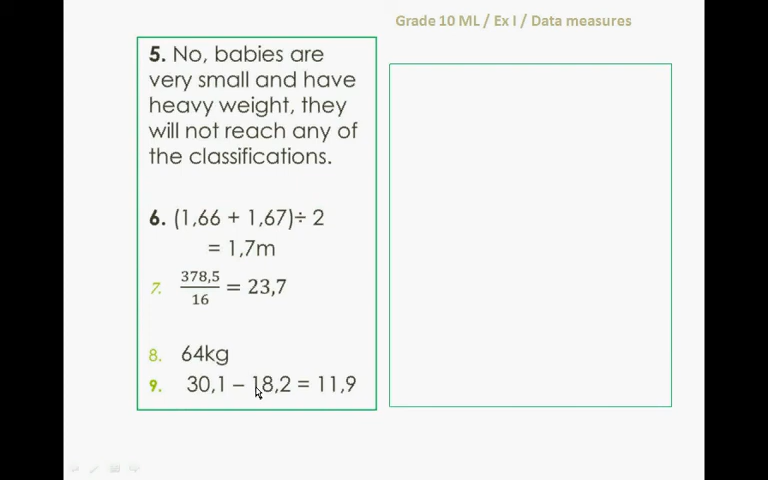 Grade 10 ML / Ex I / Data measures
5. No, babies are
very small and have
heavy weight, they
will not reach any of
the classifications.
6. (1,66 + 1,67)÷ 2
= 1,7m
7. 378,5/16 = 23,7
8. 64kg
9. 30,1 – 18,2 = 11,9